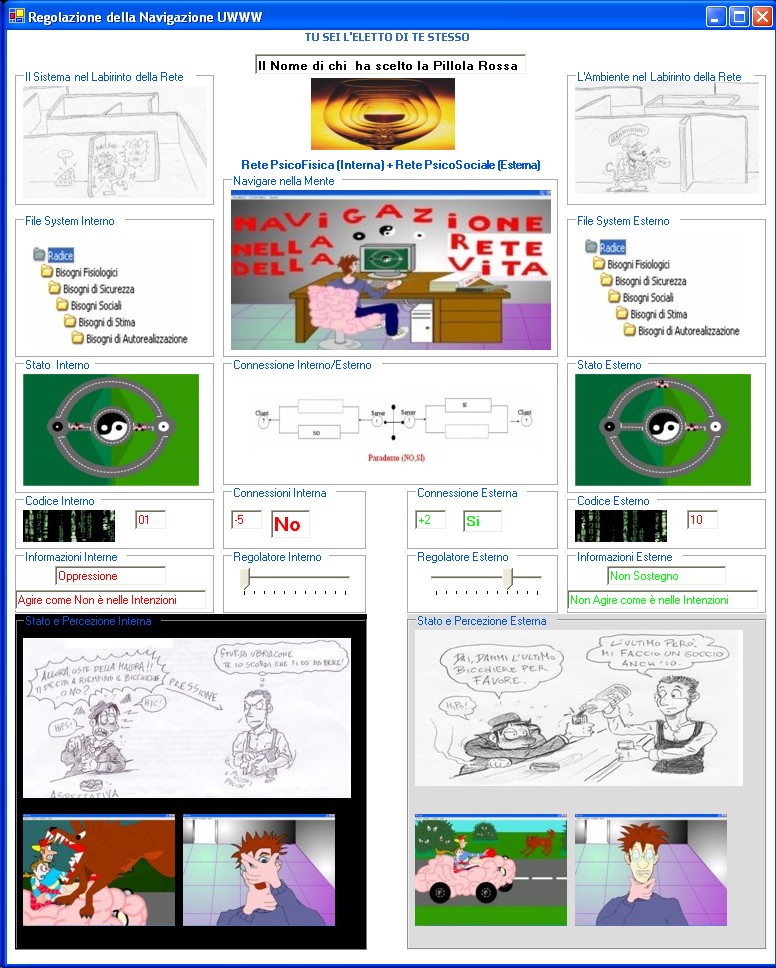 Regolazione della Navigazione UWWW
TU SEI L'ELETTO DI TE STESSO
Il Nome di chi ha scelto la Pillola Rossa
Il Sistema nel Labirinto della Rete
L'Ambiente nel Labirinto della Rete
Rete PsicoFisica (Interna) + Rete PsicoSociale (Esterna)
Navigare nella Mente
NAViGAZiONE
NELLA RETE
DELLA ViTA
File System Interno
Radice
Bisogni Fisiologici
Bisogni di Sicurezza
Bisogni Sociali
Bisogni di Stima
Bisogni di Autorealizzazione
File System Esterno
Radice
Bisogni Fisiologici
Bisogni di Sicurezza
Bisogni Sociali
Bisogni di Stima
Bisogni di Autorealizzazione
Stato Interno
Connessione Interno/Esterno
Client
?
NO
Server
Server
SI
Client
?
Paradosso (NO,SI)
Stato Esterno
Codice Interno
01
Connessioni Interna
-5
No
Connessione Esterna
+2
Si
Codice Esterno
10
Informazioni Interne
Oppressione
Agire come Non è nelle Intenzioni
Regolatore Interno
Regolatore Esterno
Informazioni Esterne
Non Sostegno
Non Agire come è nelle Intenzioni
Stato e Percezione Interna
ALLORA, OSTE DELLA MALORA!!
TI DECIDI A RIEMPIRMI IL BICCHIERE
O NO?
HIPS!
HIC!
PRESSIONE
STUPIDO UBRIACONE
TE LO SCORDI CHE TI DO DA BERE!
ASPETTATIVA
Stato e Percezione Esterna
DAI, DAMMI L'ULTIMO
BICCHIERE PER
FAVORE.
HIPS!
L'ULTIMO PERÒ.
MI FACCIO UN GOCCIO
ANCH'IO.